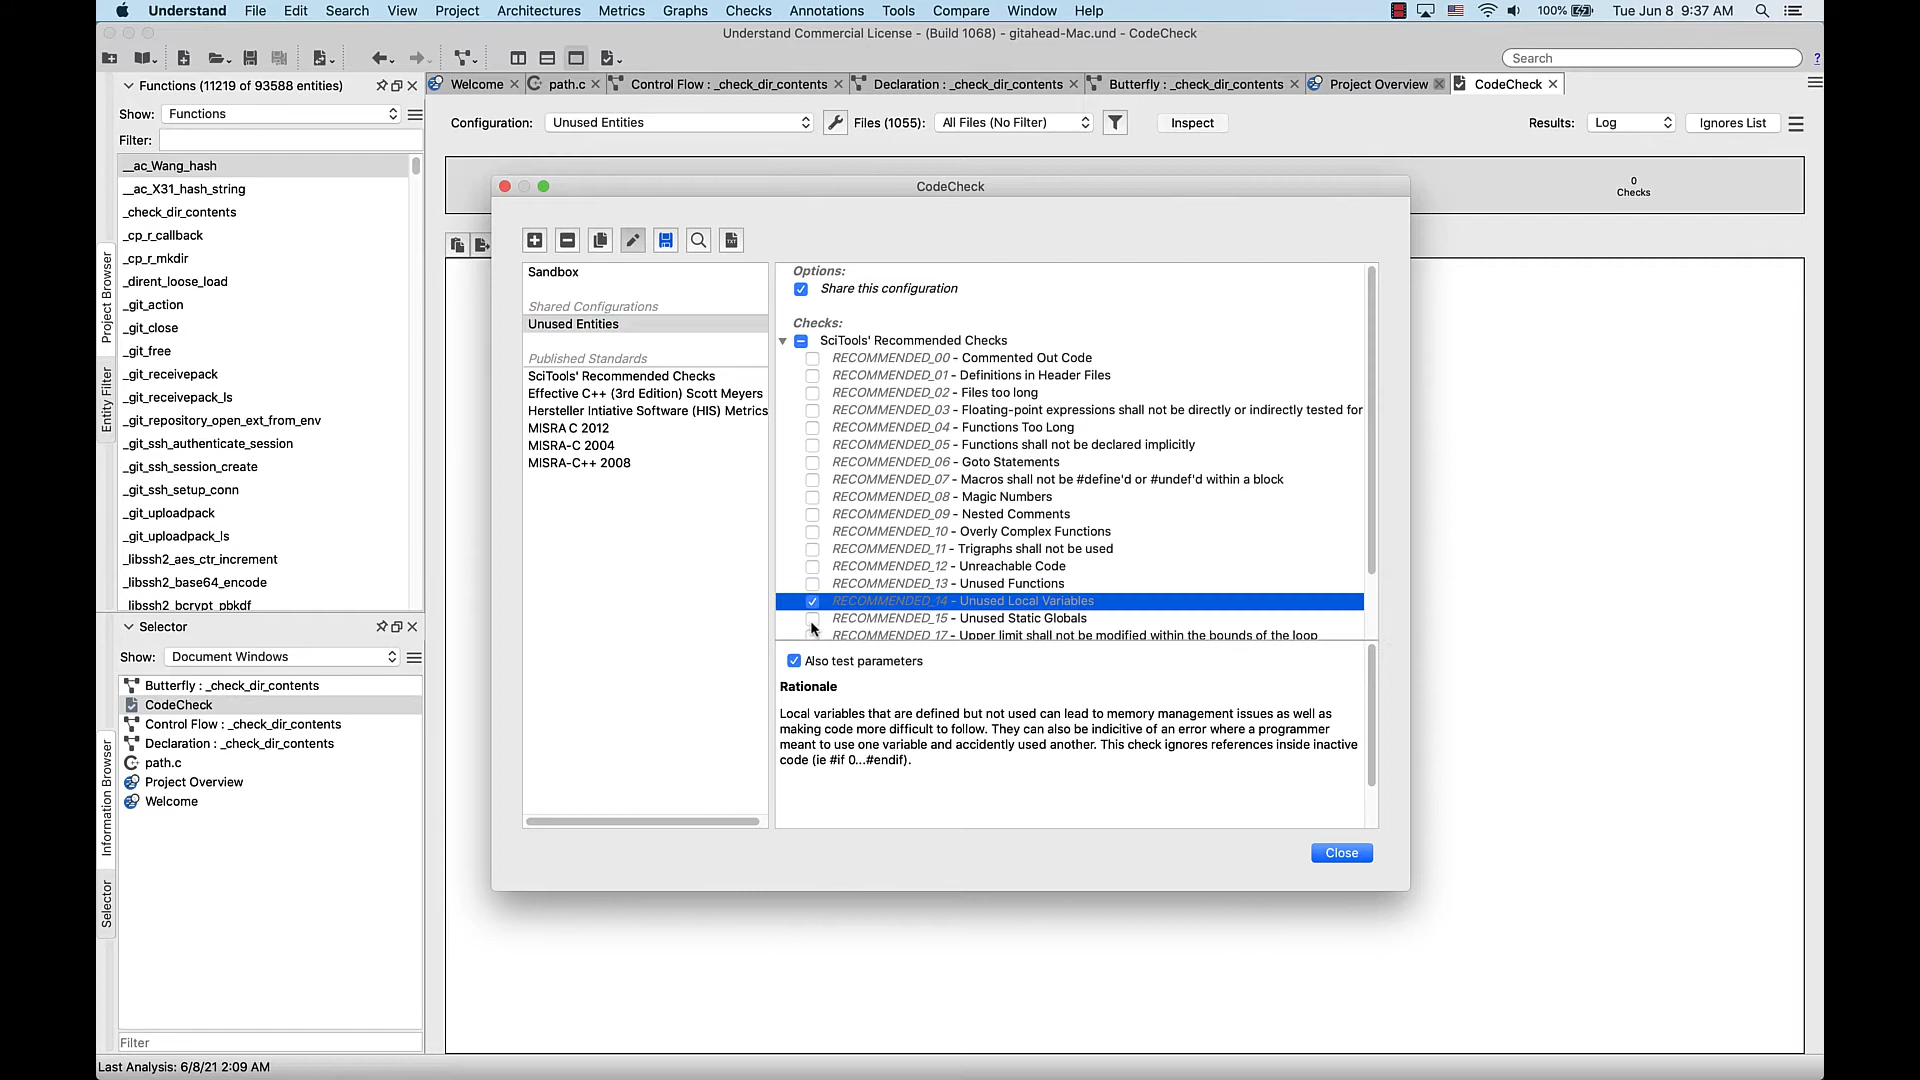 Understand File Edit Search View Project Architectures Metrics Graphs Checks Annotations Tools Compare Window Help 100% Tue Jun 8 9:37 AM
Understand Commercial License - (Build 1068) - gitahead-Mac.und - CodeCheck
Search ?
Functions (11219 of 93588 entities)
Show: Functions
Filter:
__ac_Wang_hash
__ac_X31_hash_string
_check_dir_contents
_cp_r_callback
_cp_r_mkdir
_dirent_loose_load
_git_action
_git_close
_git_free
_git_receivepack
_git_receivepack_ls
_git_repository_open_ext_from_env
_git_ssh_authenticate_session
_git_ssh_session_create
_git_ssh_setup_conn
_git_uploadpack
_git_uploadpack_ls
_libssh2_aes_ctr_increment
_libssh2_base64_encode
_libssh2_bcrypt_pbkdf
Project Browser
Entity Filter
Selector
Show: Document Windows
Butterfly : _check_dir_contents
CodeCheck
Control Flow : _check_dir_contents
Declaration : _check_dir_contents
path.c
Project Overview
Welcome
Filter
Information Browser
Selector
Last Analysis: 6/8/21 2:09 AM
Welcome path.c Control Flow : _check_dir_contents Declaration : _check_dir_contents Butterfly : _check_dir_contents Project Overview CodeCheck
Configuration: Unused Entities Files (1055): All Files (No Filter) Inspect Results: Log Ignores List
0
Checks
CodeCheck
TXT
Sandbox
Shared Configurations
Unused Entities
Published Standards
SciTools' Recommended Checks
Effective C++ (3rd Edition) Scott Meyers
Hersteller Intiative Software (HIS) Metrics
MISRA C 2012
MISRA-C 2004
MISRA-C++ 2008
Options:
Share this configuration
Checks:
SciTools' Recommended Checks
RECOMMENDED_00 - Commented Out Code
RECOMMENDED_01 - Definitions in Header Files
RECOMMENDED_02 - Files too long
RECOMMENDED_03 - Floating-point expressions shall not be directly or indirectly tested for
RECOMMENDED_04 - Functions Too Long
RECOMMENDED_05 - Functions shall not be declared implicitly
RECOMMENDED_06 - Goto Statements
RECOMMENDED_07 - Macros shall not be #define'd or #undef'd within a block
RECOMMENDED_08 - Magic Numbers
RECOMMENDED_09 - Nested Comments
RECOMMENDED_10 - Overly Complex Functions
RECOMMENDED_11 - Trigraphs shall not be used
RECOMMENDED_12 - Unreachable Code
RECOMMENDED_13 - Unused Functions
RECOMMENDED_14 - Unused Local Variables
RECOMMENDED_15 - Unused Static Globals
RECOMMENDED_17 - Upper limit shall not be modified within the bounds of the loop
Also test parameters
Rationale
Local variables that are defined but not used can lead to memory management issues as well as
making code more difficult to follow. They can also be indicitive of an error where a programmer
meant to use one variable and accidently used another. This check ignores references inside inactive
code (ie #if 0...#endif).
Close